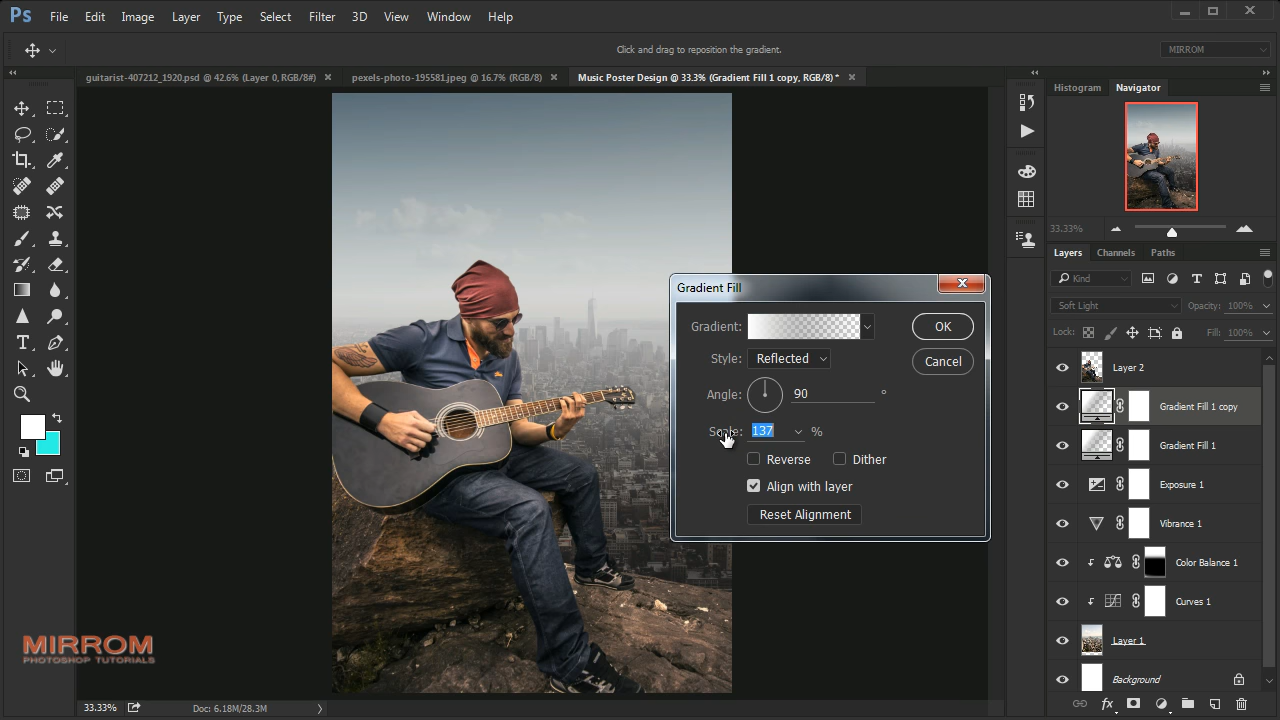 Ps File Edit Image Layer Type Select Filter 3D View Window Help
Click and drag to reposition the gradient.
MIRROM
guitarist-407212_1920.psd @ 42.6% (Layer 0, RGB/8#) pexels-photo-195581.jpeg @ 16.7% (RGB/8) Music Poster Design @ 33.3% (Gradient Fill 1 copy, RGB/8) *
Histogram Navigator
33.33%
Layers Channels Paths
Kind
Soft Light Opacity: 100%
Lock: Fill: 100%
Layer 2
Gradient Fill 1 copy
Gradient Fill 1
Exposure 1
Vibrance 1
Color Balance 1
Curves 1
Layer 1
Background
Gradient Fill
Gradient: OK
Style: Reflected Cancel
Angle: 90 °
Scale: 137 %
Reverse Dither
Align with layer
Reset Alignment
MIRROM
PHOTOSHOP TUTORIALS
33.33% Doc: 6.18M/28.3M